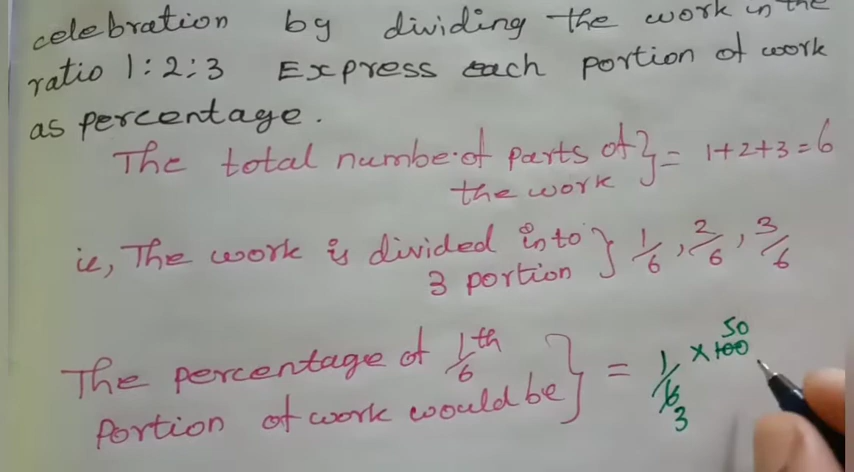 celebration by dividing the work in the
ratio 1:2:3 Express each portion of work
as percentage.
The total number of parts of } = 1+2+3=6
the work
ie, The work is divided into } 1/6, 2/6, 3/6
3 portion
The percentage of 1/6th } = 1/6 × 100 50
Portion of work would be 3